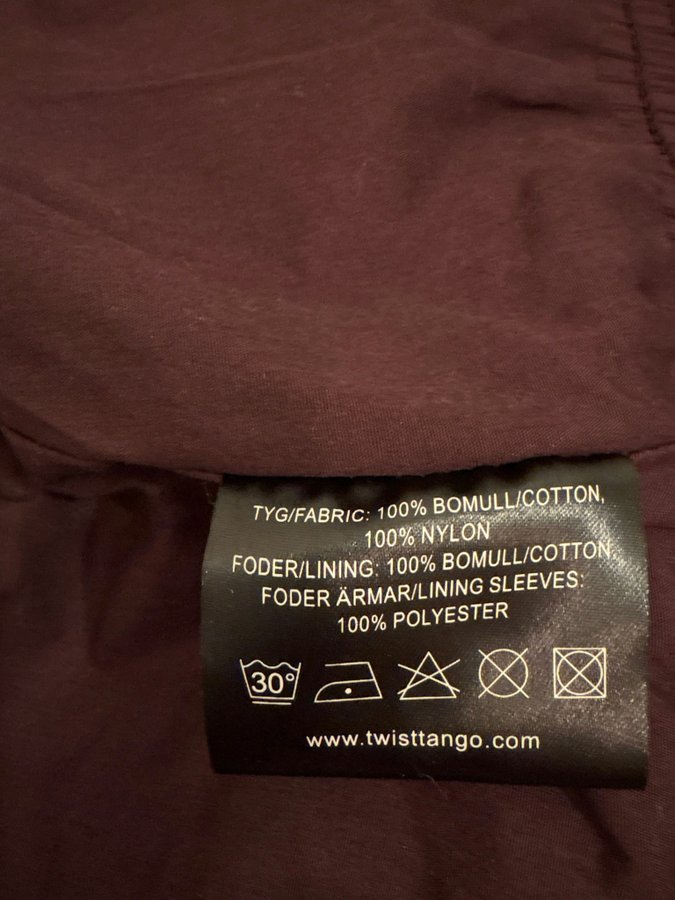 TYG/FABRIC: 100% BOMULL/COTTON,
100% NYLON
FODER/LINING: 100% BOMULL/COTTON,
FODER ÄRMAR/LINING SLEEVES:
100% POLYESTER
30°
www.twisttango.com